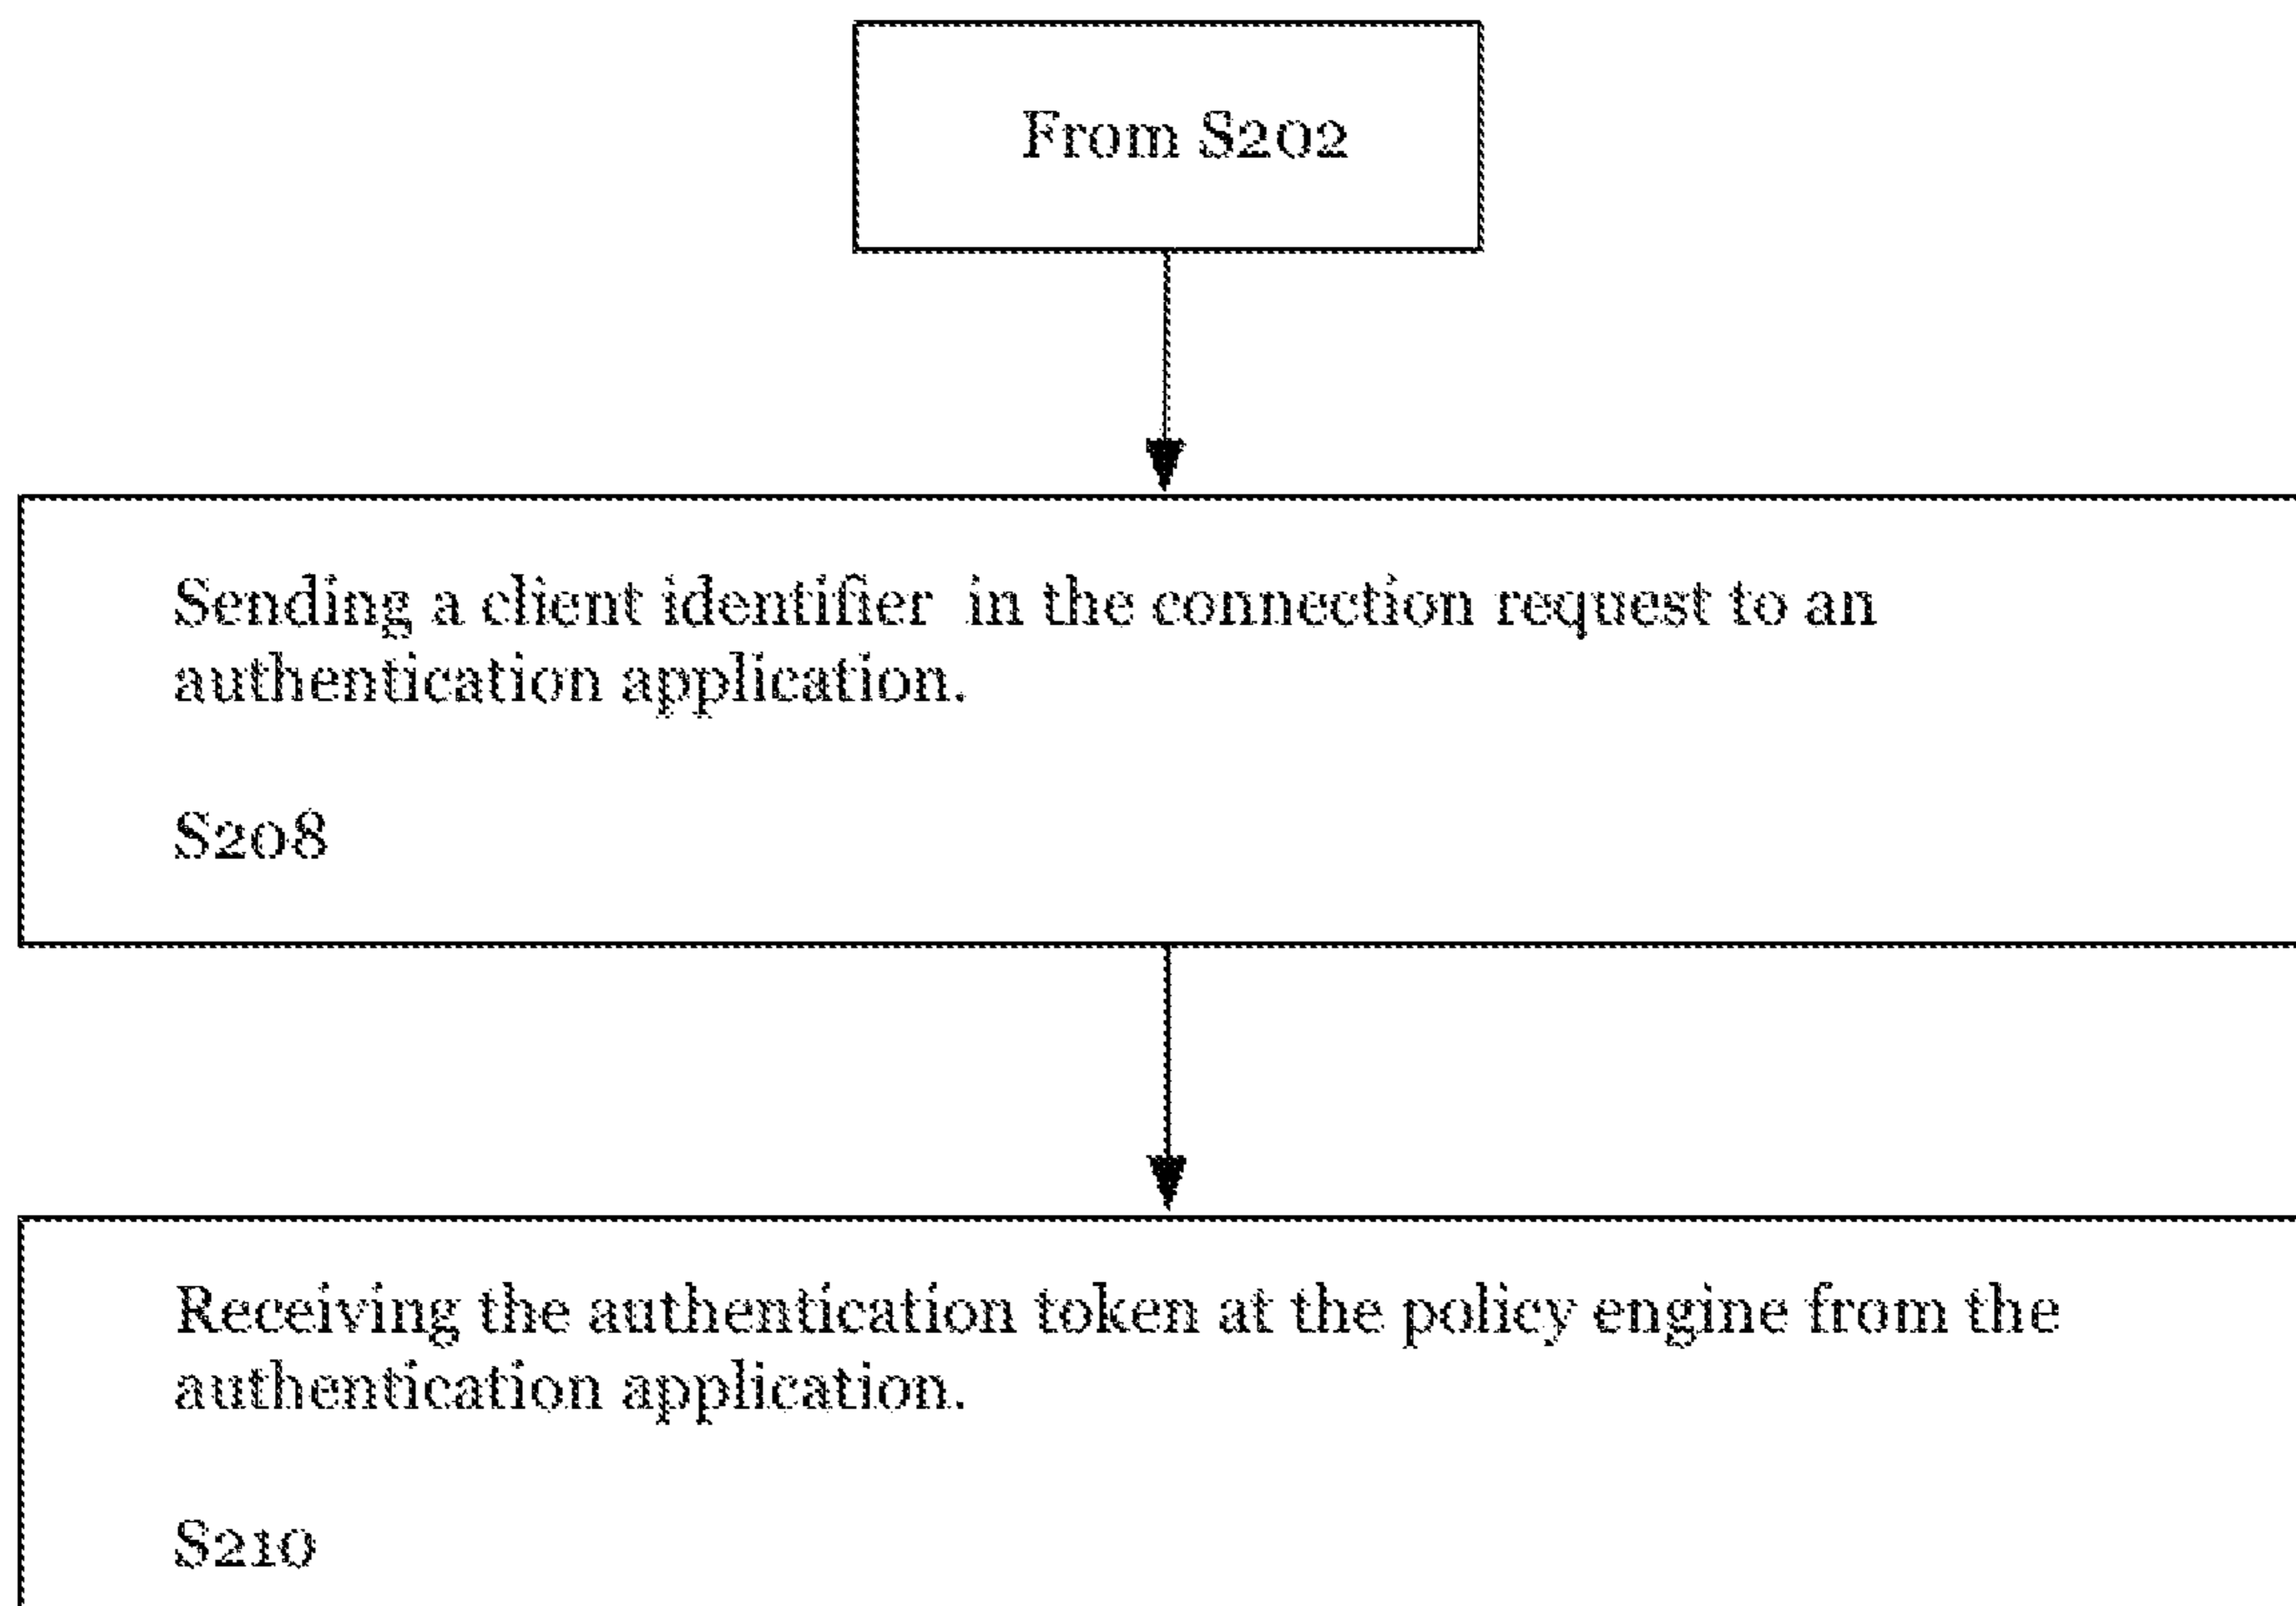 From S202
Sending a client identifier in the connection request to an
authentication application.
S208
Receiving the authentication token at the policy engine from the
authentication application.
S210